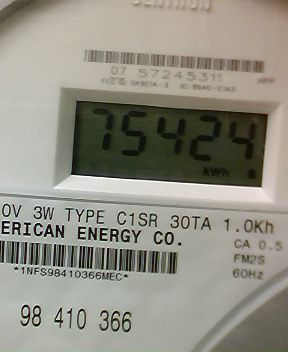 CENTRON
07 57245311
75424
kWh
0V 3W TYPE C1SR 30TA 1.0Kh
ERICAN ENERGY CO.
CA 0.5
FM2S
60Hz
*1NFS98410366MEC*
98 410 366